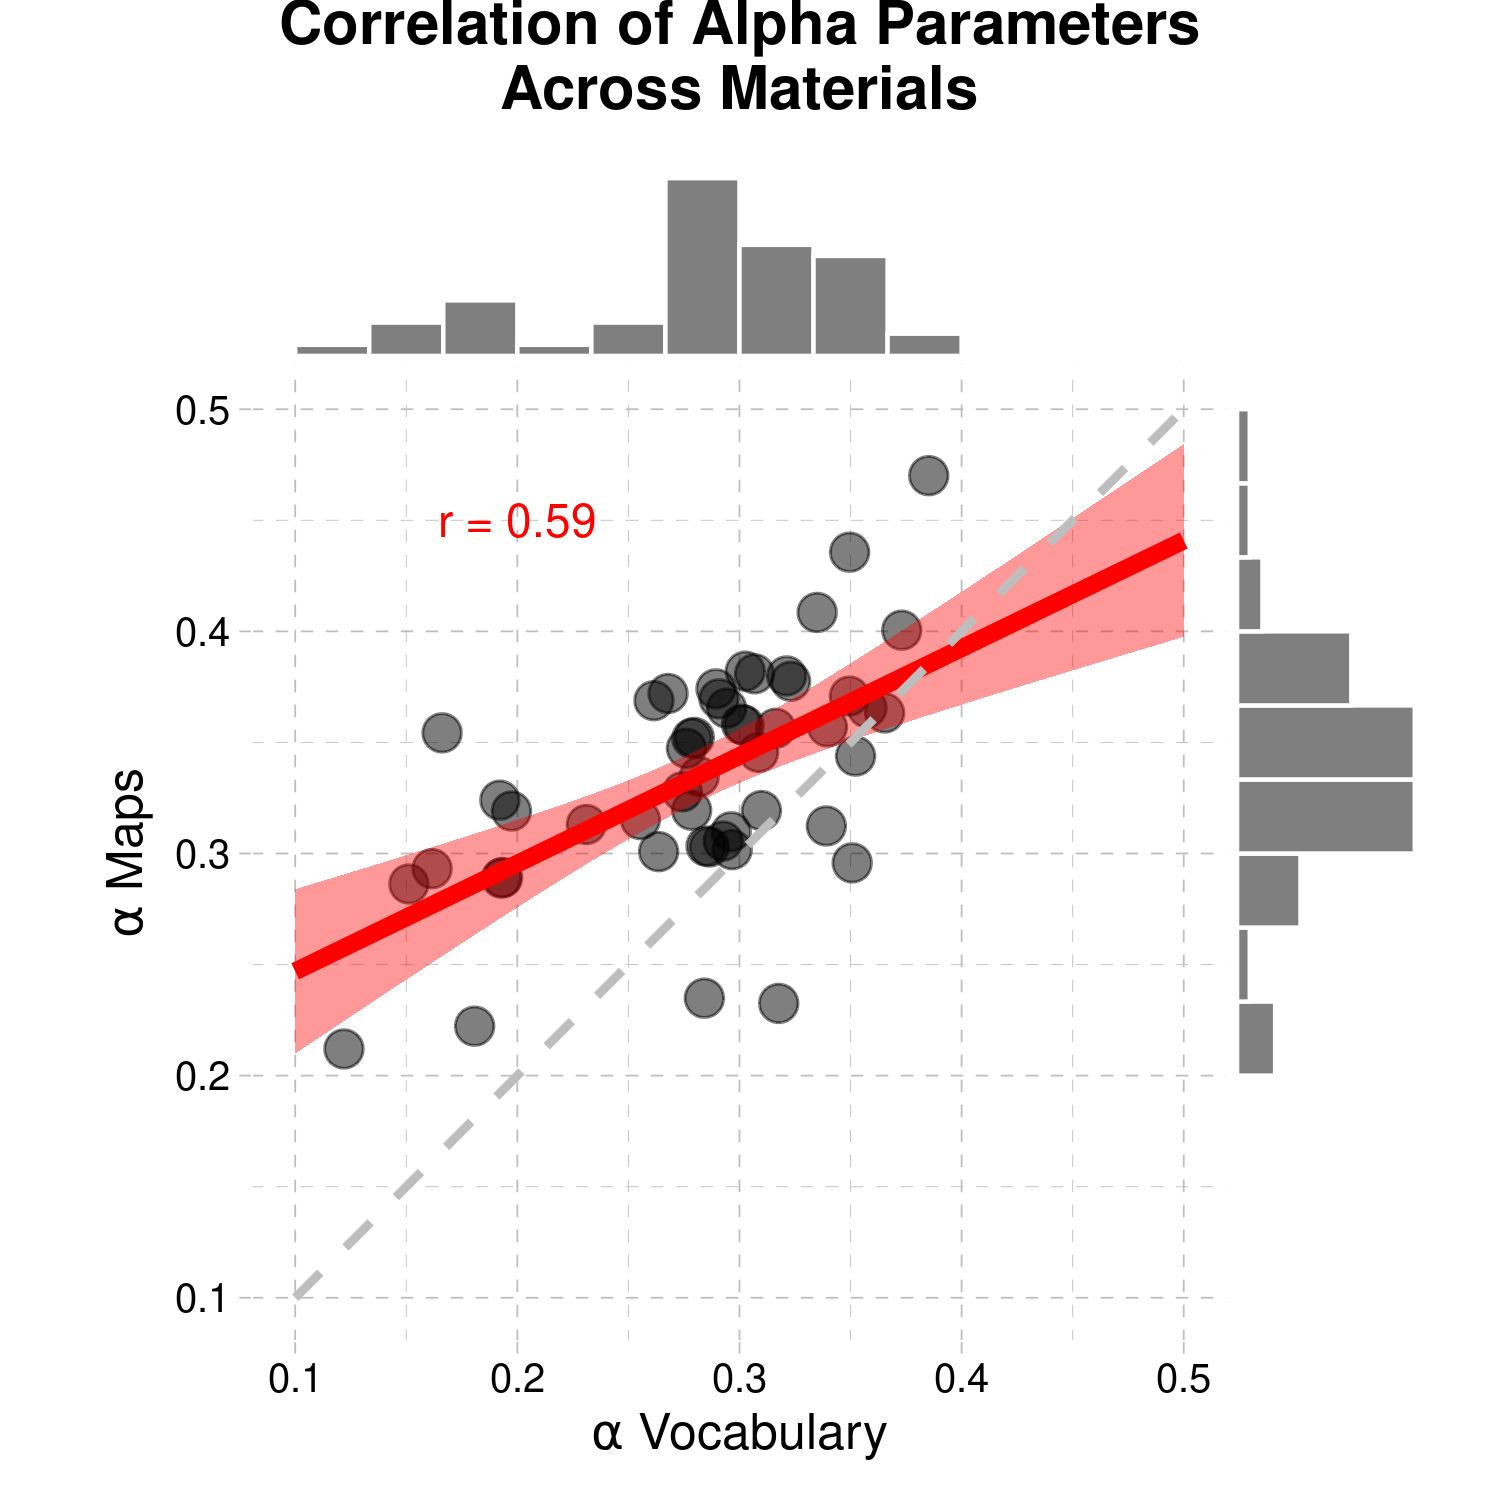 Correlation of Alpha Parameters
Across Materials
r = 0.59
α Maps
0.5
0.4
0.3
0.2
0.1
0.1 0.2 0.3 0.4 0.5
α Vocabulary